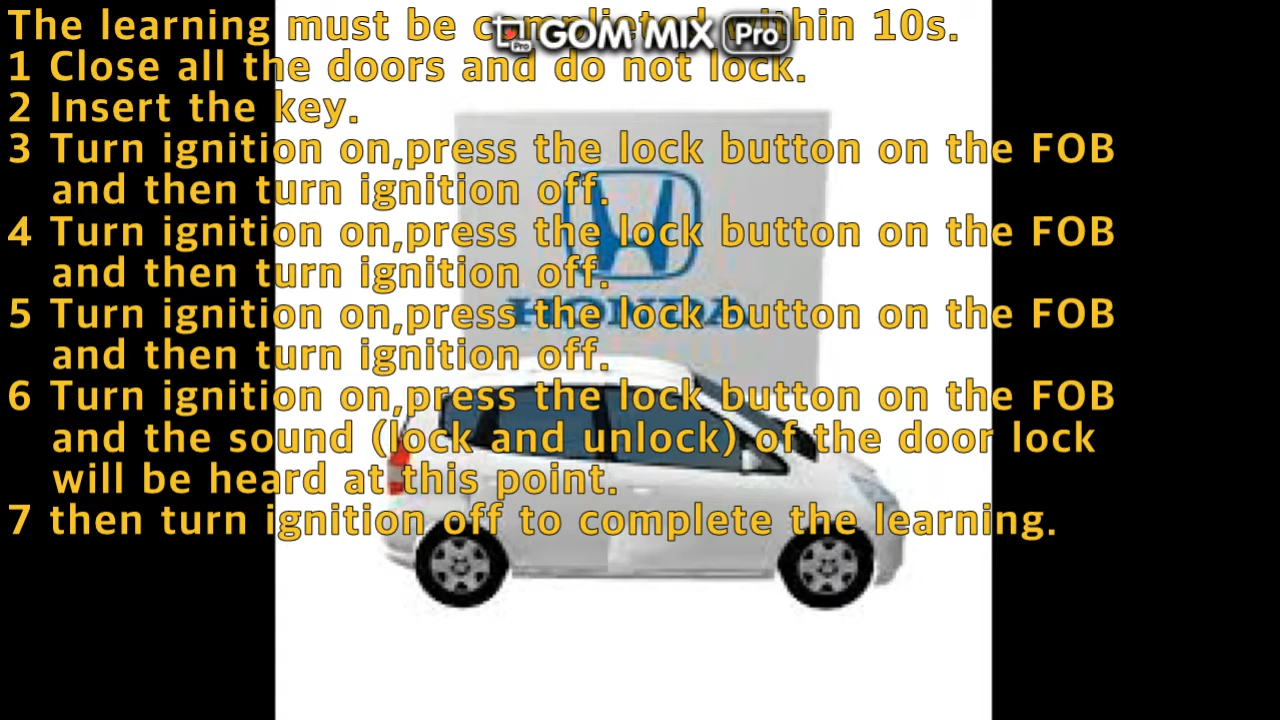 The learning must be completed within 10s.
GOM MIX Pro
1 Close all the doors and do not lock.
2 Insert the key.
3 Turn ignition on,press the lock button on the FOB
and then turn ignition off.
4 Turn ignition on,press the lock button on the FOB
and then turn ignition off.
HONDA
5 Turn ignition on,press the lock button on the FOB
and then turn ignition off.
6 Turn ignition on,press the lock button on the FOB
and the sound (lock and unlock) of the door lock
will be heard at this point.
7 then turn ignition off to complete the learning.